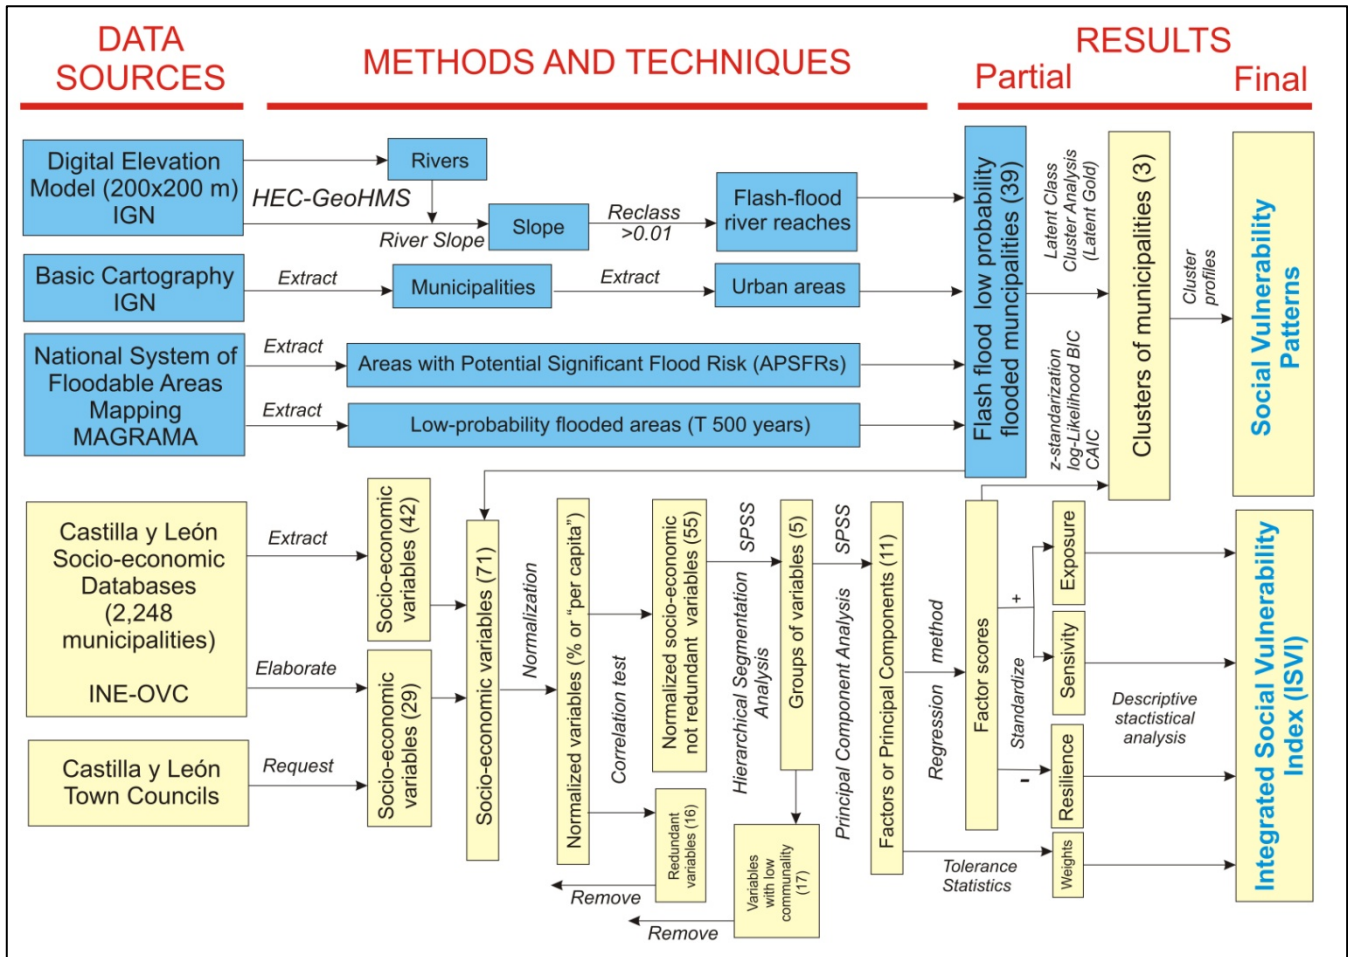 DATA
SOURCES
METHODS AND TECHNIQUES
RESULTS
Partial
Final
Digital Elevation
Model (200x200 m)
IGN
HEC-GeoHMS
Rivers
River Slope
Slope
Reclass
>0.01
Flash-flood
river reaches
Basic Cartography
IGN
Extract
Municipalities
Extract
Urban areas
National System of
Floodable Areas
Mapping
MAGRAMA
Extract
Areas with Potential Significant Flood Risk (APSFRs)
Extract
Low-probability flooded areas (T 500 years)
Flash flood low probability
flooded muncipalities (39)
Latent Class
Cluster Analysis
(Latent Gold)
z-standarization
log-Likelihood BIC
CAIC
Clusters of municipalities (3)
Cluster
profiles
Social Vulnerability
Patterns
Castilla y León
Socio-economic
Databases
(2,248
municipalities)
INE-OVC
Extract
Elaborate
Castilla y León
Town Councils
Request
Socio-economic
variables (42)
Socio-economic
variables (29)
Socio-economic variables (71)
Normalization
Normalized variables (% or “per capita”)
Correlation test
Normalized socio-economic
not redundant variables (55)
Redundant
variables (16)
Remove
SPSS
Hierarchical Segmentation
Analysis
Groups of variables (5)
Variables
with low
communality
(17)
Remove
SPSS
Principal Component Analysis
Factors or Principal Components (11)
Regression method
Tolerance
Statistics
Factor scores
Standardize
+
-
Exposure
Sensivity
Resilience
Weights
Descriptive
stactistical
analysis
Integrated Social Vulnerability
Index (ISVI)